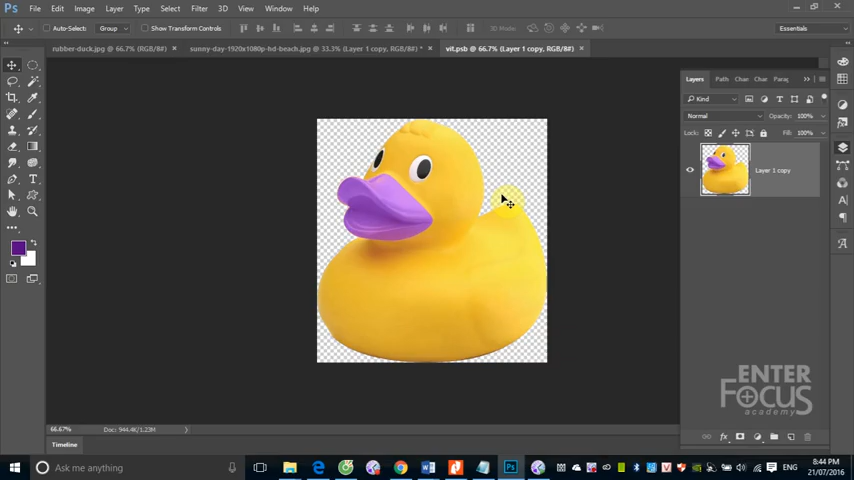 Ps File Edit Image Layer Type Select Filter 3D View Window Help
Auto-Select: Group Show Transform Controls 3D Mode: Essentials
rubber-duck.jpg @ 66.7% (RGB/8#) × sunny-day-1920x1080p-hd-beach.jpg @ 33.3% (Layer 1 copy, RGB/8#) * × vit.psb @ 66.7% (Layer 1 copy, RGB/8#) ×
Layers Path Char Char Parag
Kind
Normal Opacity: 100%
Lock: Fill: 100%
Layer 1 copy
ENTER
FOCUS
academy
66.67% Doc: 944.4K/1.23M
Timeline
Ask me anything
ENG
8:44 PM
21/07/2016